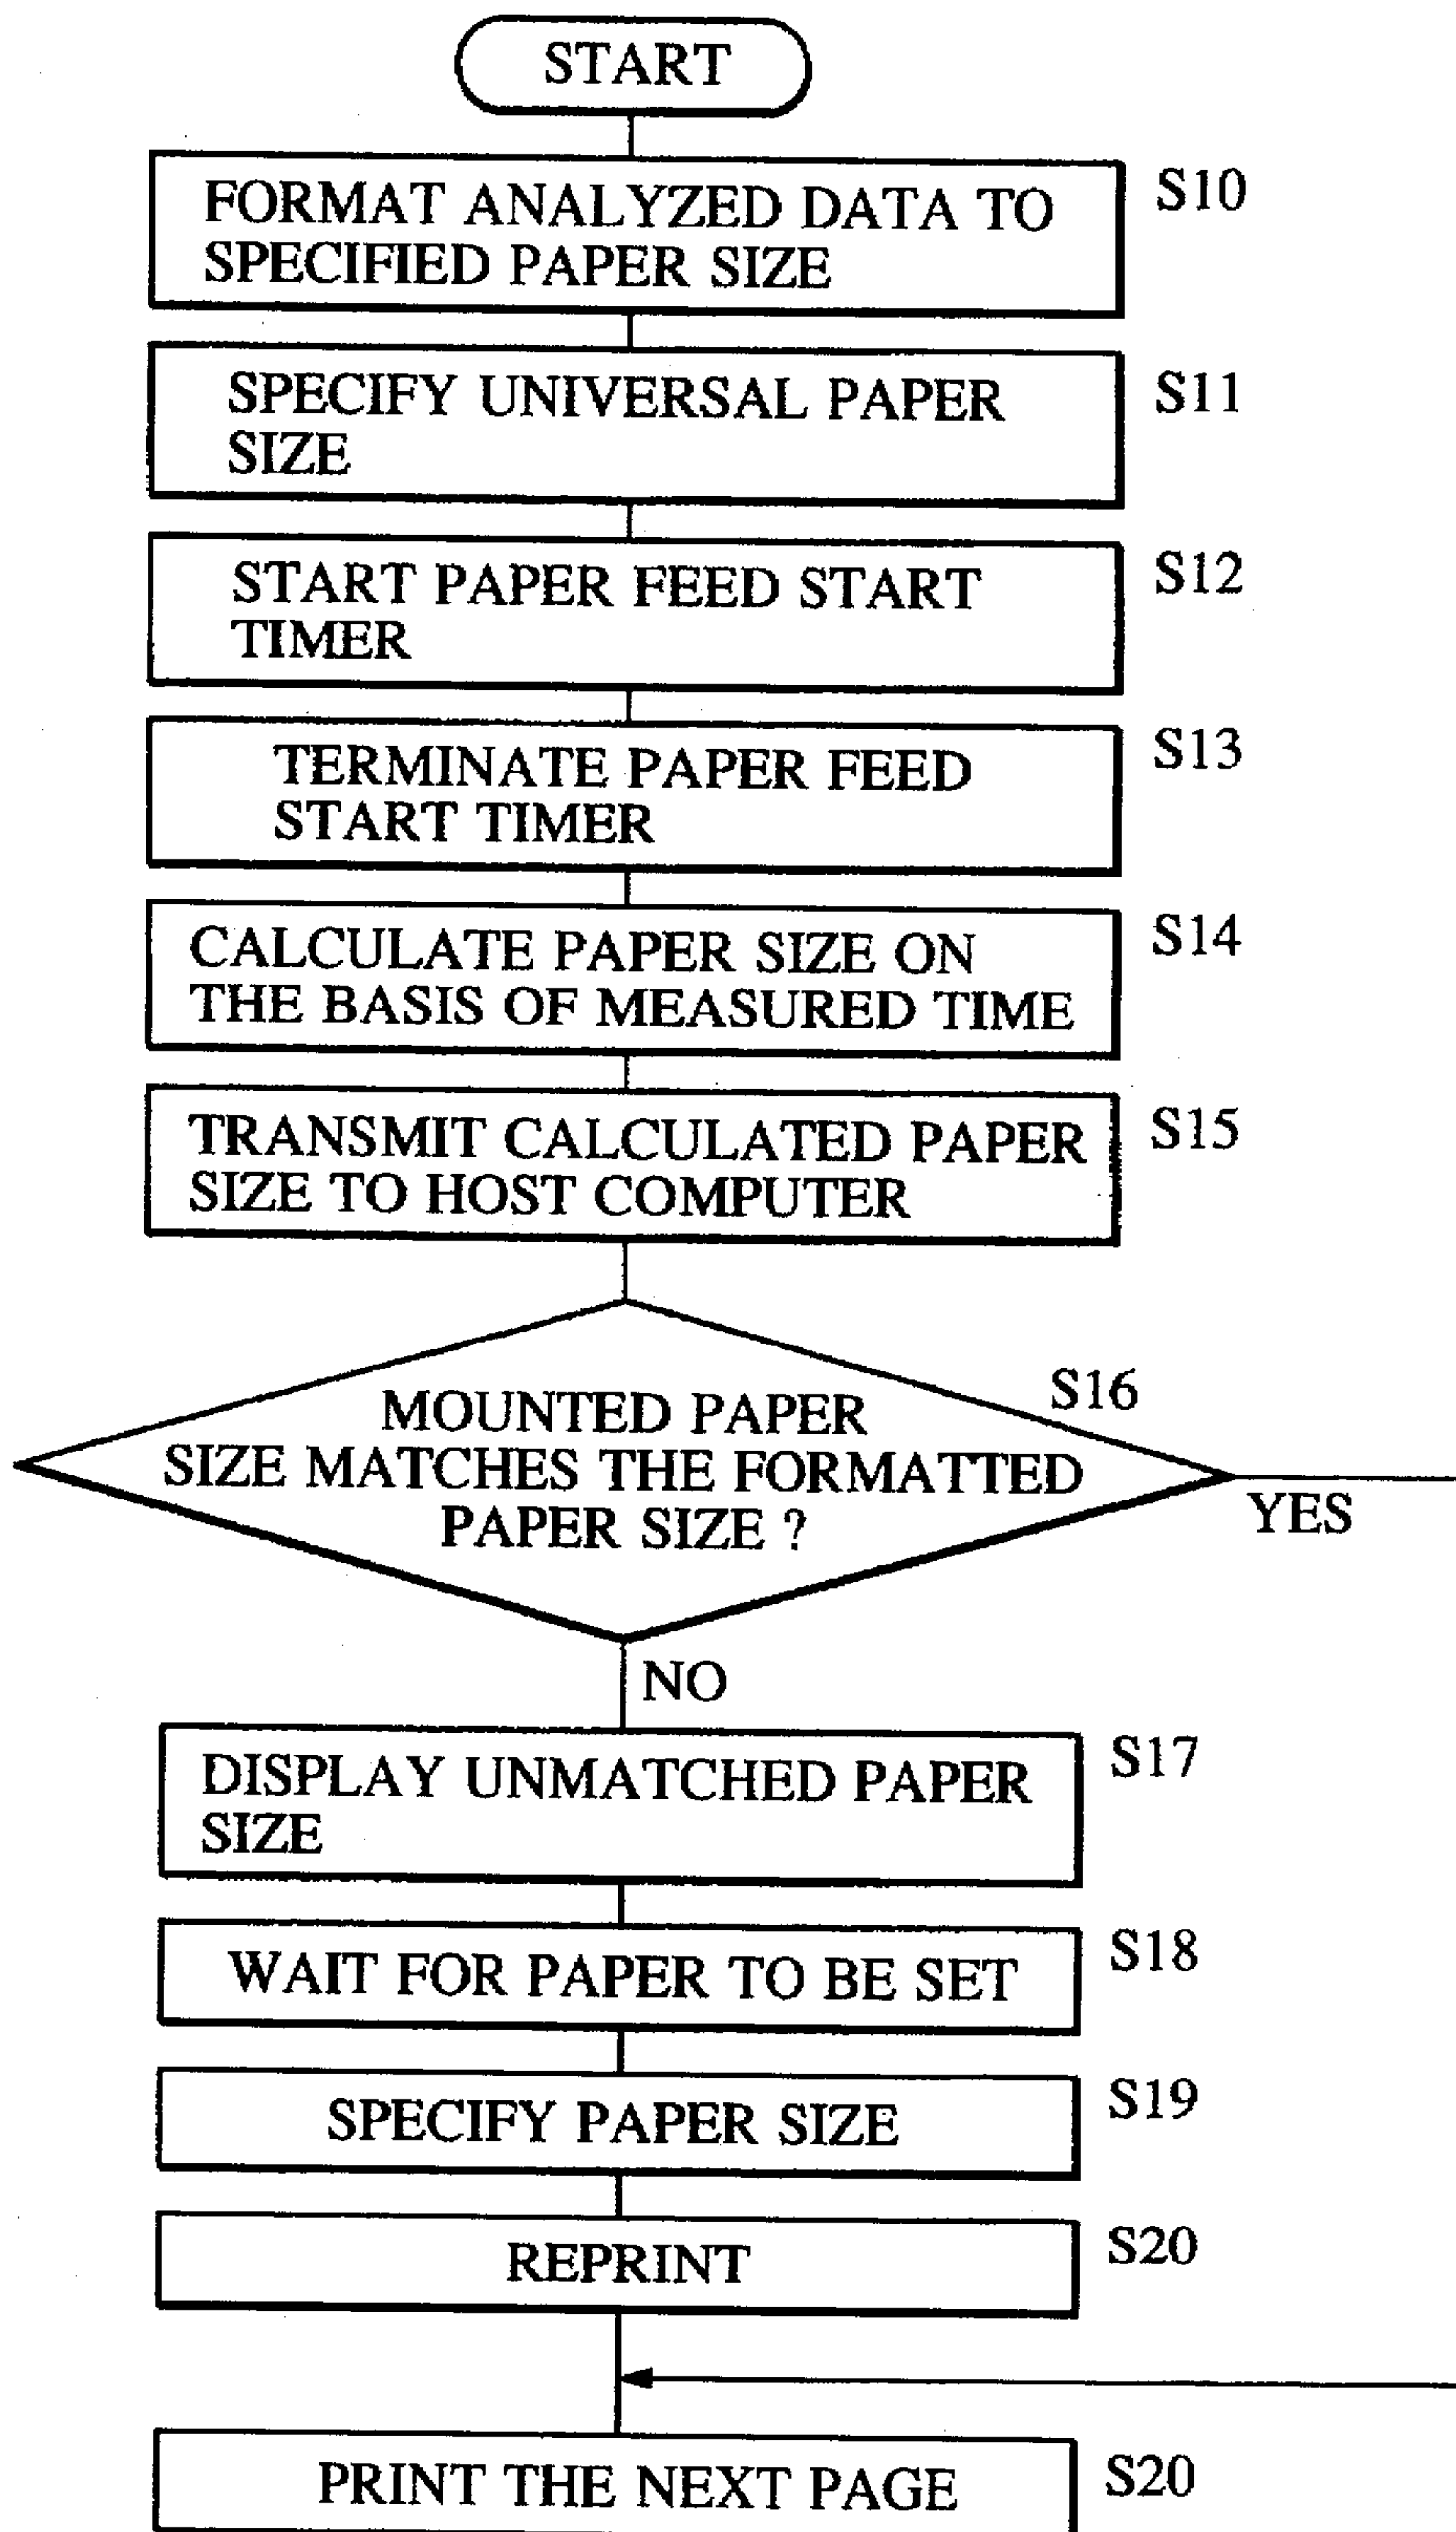 START
FORMAT ANALYZED DATA TO
SPECIFIED PAPER SIZE
S10
SPECIFY UNIVERSAL PAPER
SIZE
S11
START PAPER FEED START
TIMER
S12
TERMINATE PAPER FEED
START TIMER
S13
CALCULATE PAPER SIZE ON
THE BASIS OF MEASURED TIME
S14
TRANSMIT CALCULATED PAPER
SIZE TO HOST COMPUTER
S15
MOUNTED PAPER
SIZE MATCHES THE FORMATTED
PAPER SIZE ?
S16
YES
NO
DISPLAY UNMATCHED PAPER
SIZE
S17
WAIT FOR PAPER TO BE SET
S18
SPECIFY PAPER SIZE
S19
REPRINT
S20
PRINT THE NEXT PAGE
S20